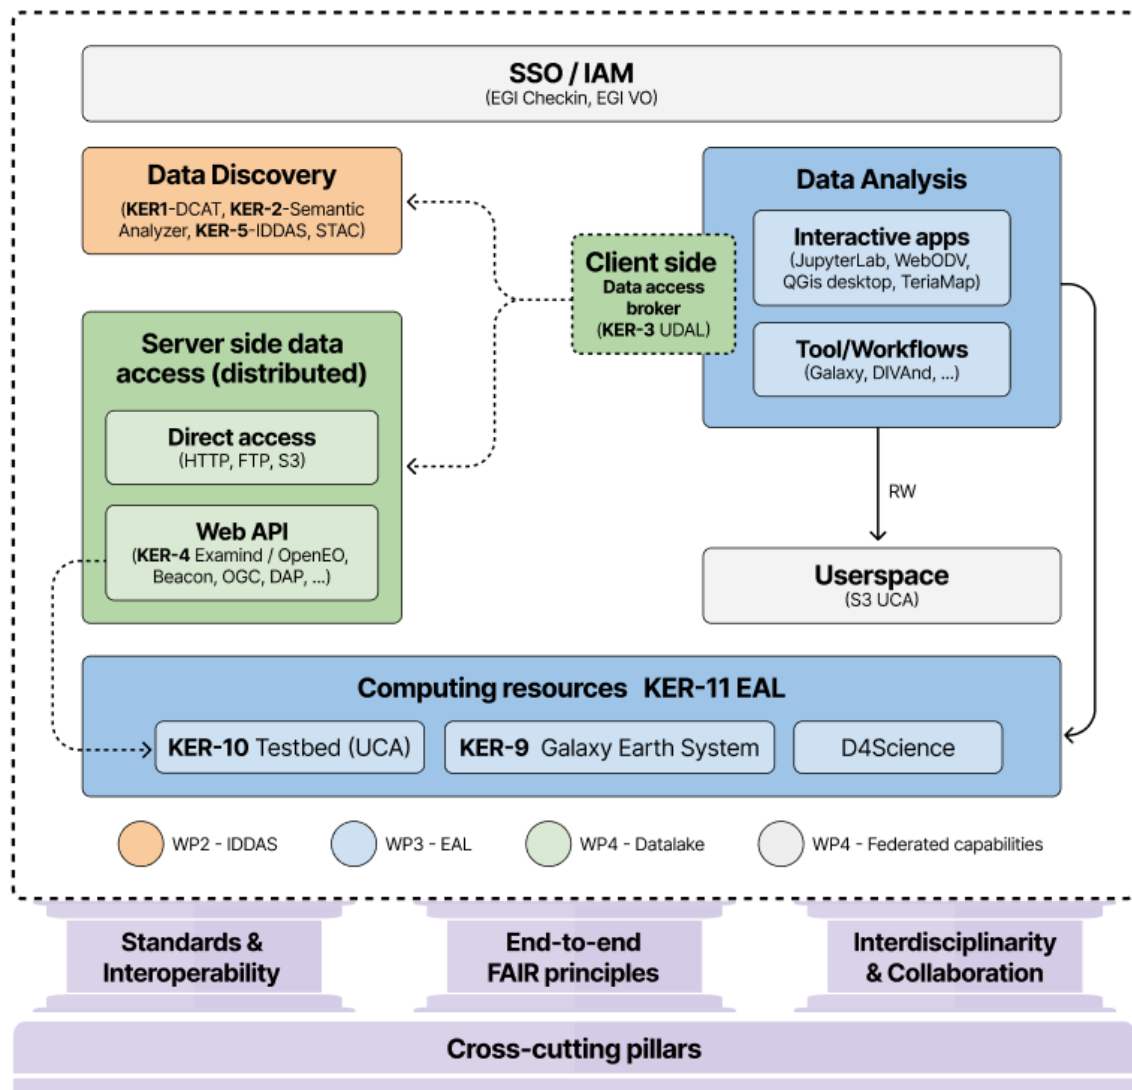 SSO / IAM
(EGI Checkin, EGI VO)
Data Discovery
(KER1-DCAT, KER-2-Semantic
Analyzer, KER-5-IDDAS, STAC)
Data Analysis
Interactive apps
(JupyterLab, WebODV,
QGis desktop, TeriaMap)
Tool/Workflows
(Galaxy, DIVAnd, ...)
Client side
Data access
broker
(KER-3 UDAL)
Server side data
access (distributed)
Direct access
(HTTP, FTP, S3)
Web API
(KER-4 Examind / OpenEO,
Beacon, OGC, DAP, ...)
RW
Userspace
(S3 UCA)
Computing resources KER-11 EAL
KER-10 Testbed (UCA)
KER-9 Galaxy Earth System
D4Science
WP2 - IDDAS
WP3 - EAL
WP4 - Datalake
WP4 - Federated capabilities
Standards &
Interoperability
End-to-end
FAIR principles
Interdisciplinarity
& Collaboration
Cross-cutting pillars